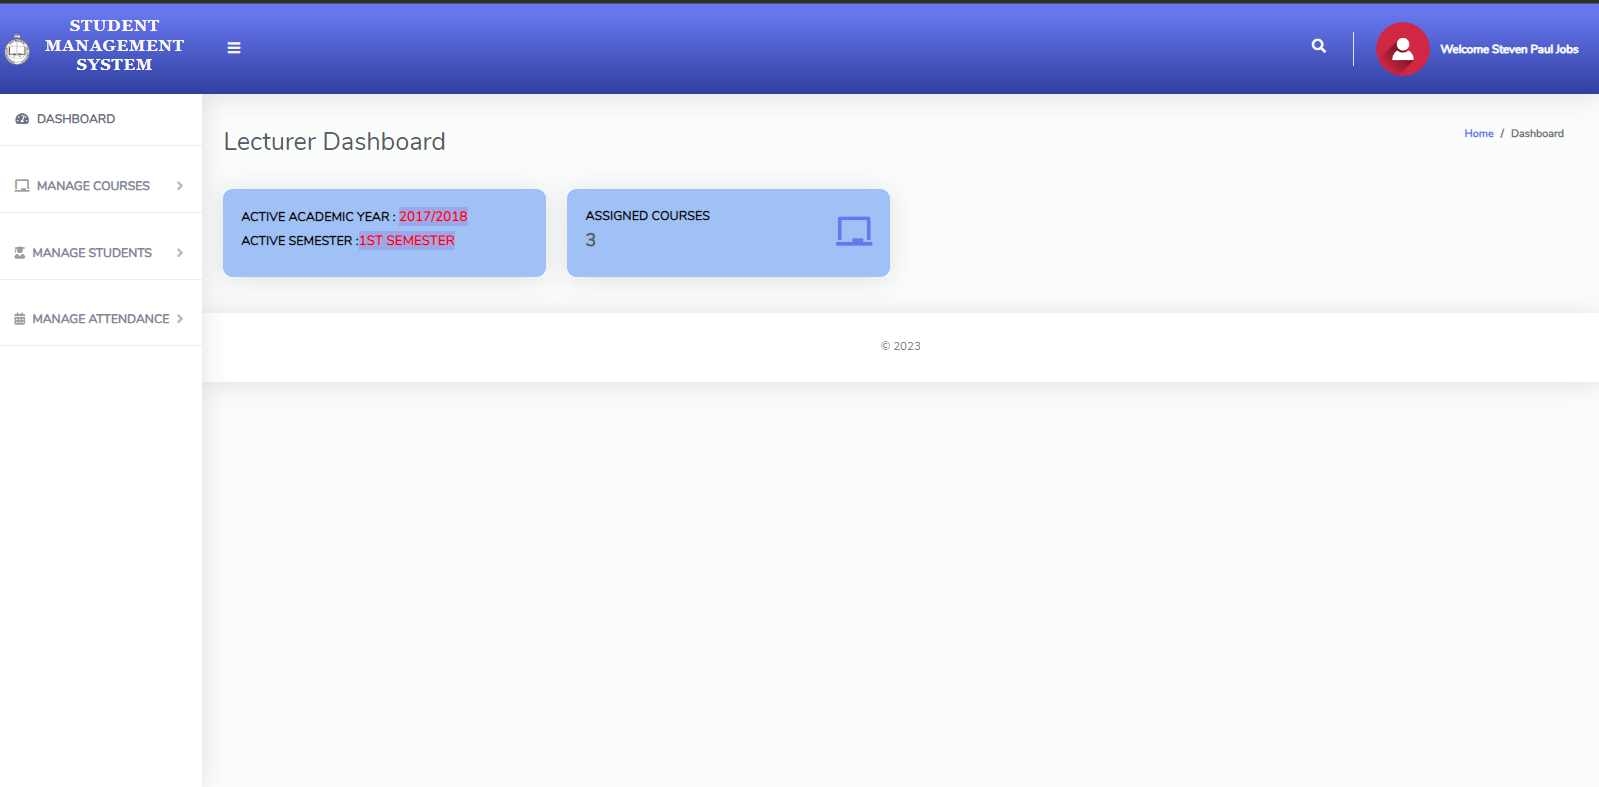 STUDENT
MANAGEMENT
SYSTEM
Welcome Steven Paul Jobs
DASHBOARD
MANAGE COURSES
MANAGE STUDENTS
MANAGE ATTENDANCE
Lecturer Dashboard
Home / Dashboard
ACTIVE ACADEMIC YEAR : 2017/2018
ACTIVE SEMESTER :1ST SEMESTER
ASSIGNED COURSES
3
© 2023